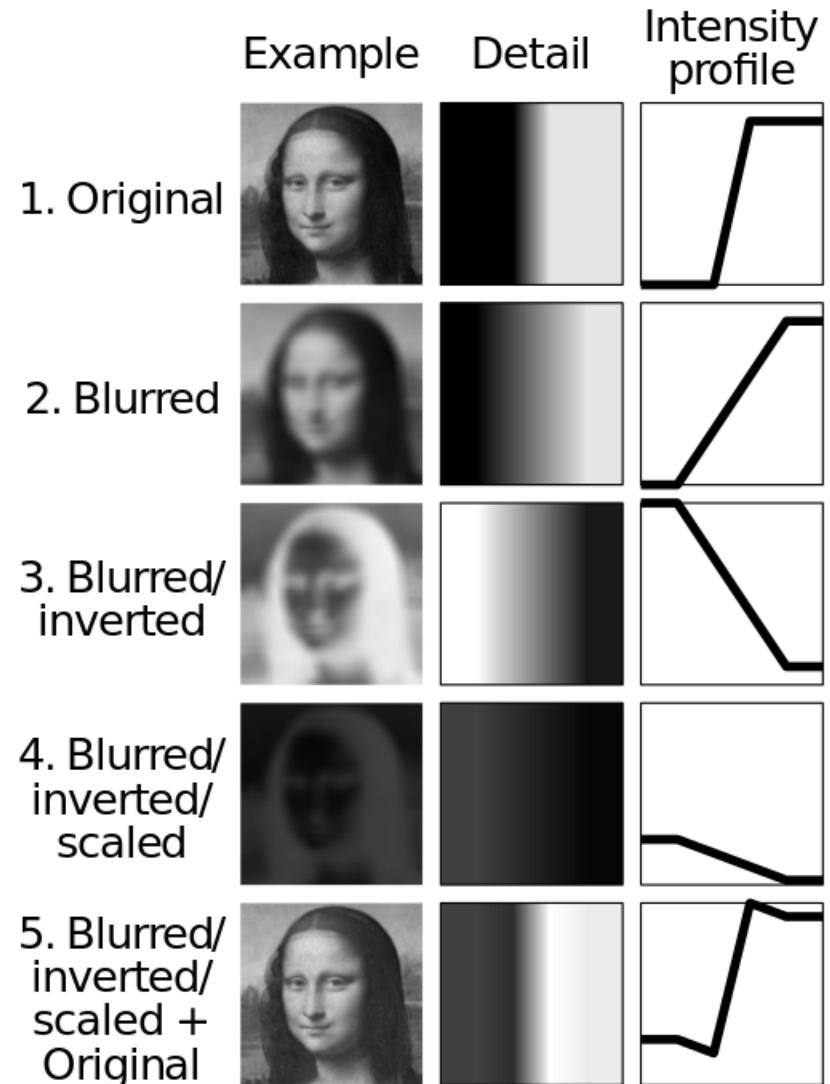 Example
Detail
Intensity
profile
1. Original
2. Blurred
3. Blurred/
inverted
4. Blurred/
inverted/
scaled
5. Blurred/
inverted/
scaled +
Original